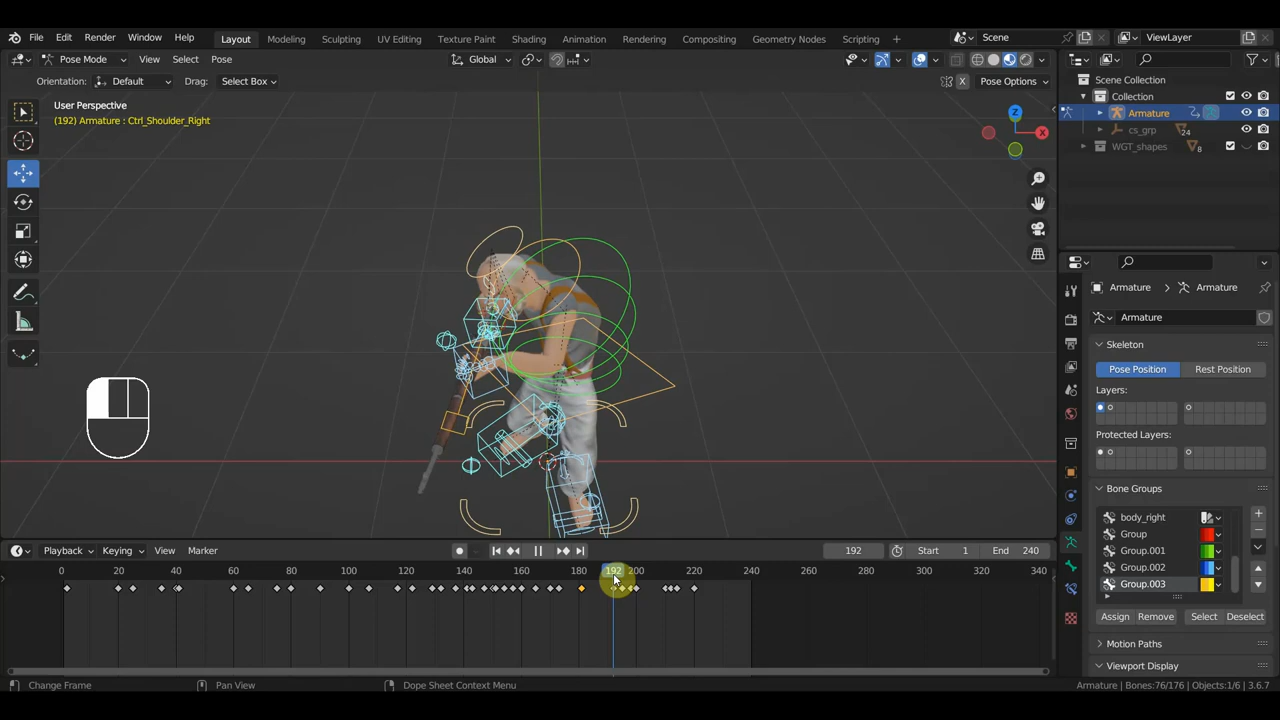 File Edit Render Window Help Layout Modeling Sculpting UV Editing Texture Paint Shading Animation Rendering Compositing Geometry Nodes Scripting + Scene ViewLayer
Pose Mode View Select Pose Global
Orientation: Default Drag: Select Box X Pose Options
User Perspective
(192) Armature : Ctrl_Shoulder_Right
Z
X
Scene Collection
Collection
Armature
cs_grp 24
WGT_shapes 8
Armature > Armature
Armature
Skeleton
Pose Position Rest Position
Layers:
Protected Layers:
Bone Groups
body_right
Group
Group.001
Group.002
Group.003
Assign Remove Select Deselect
Motion Paths
Viewport Display
Playback Keying View Marker 192 Start 1 End 240
0 20 40 60 80 100 120 140 160 180 192 200 220 240 260 280 300 320 340
Change Frame Pan View Dope Sheet Context Menu Armature | Bones:76/176 | Objects:1/6 | 3.6.7